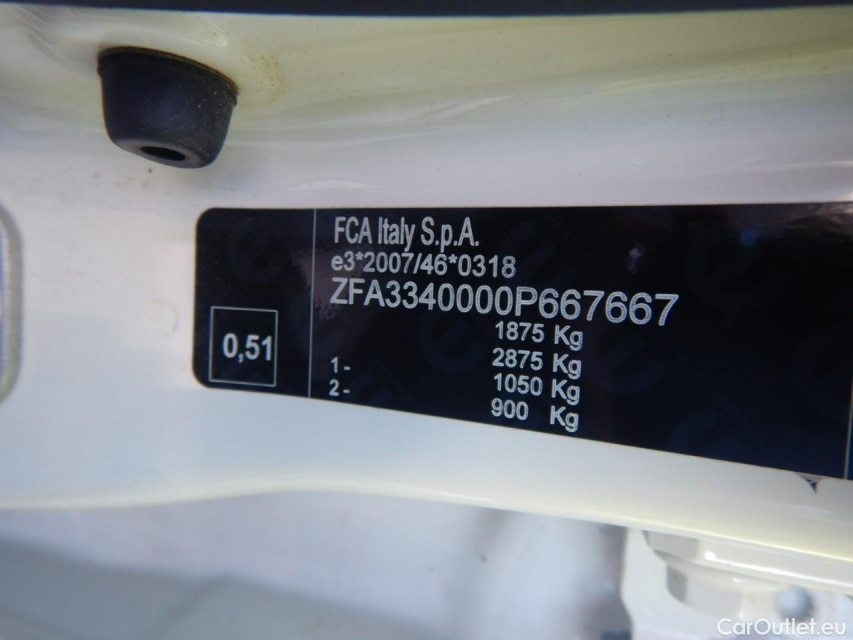 FCA Italy S.p.A.
e3*2007/46*0318
ZFA3340000P667667
1875 Kg
2875 Kg
1- 1050 Kg
2- 900 Kg
0,51
CarOutlet.eu